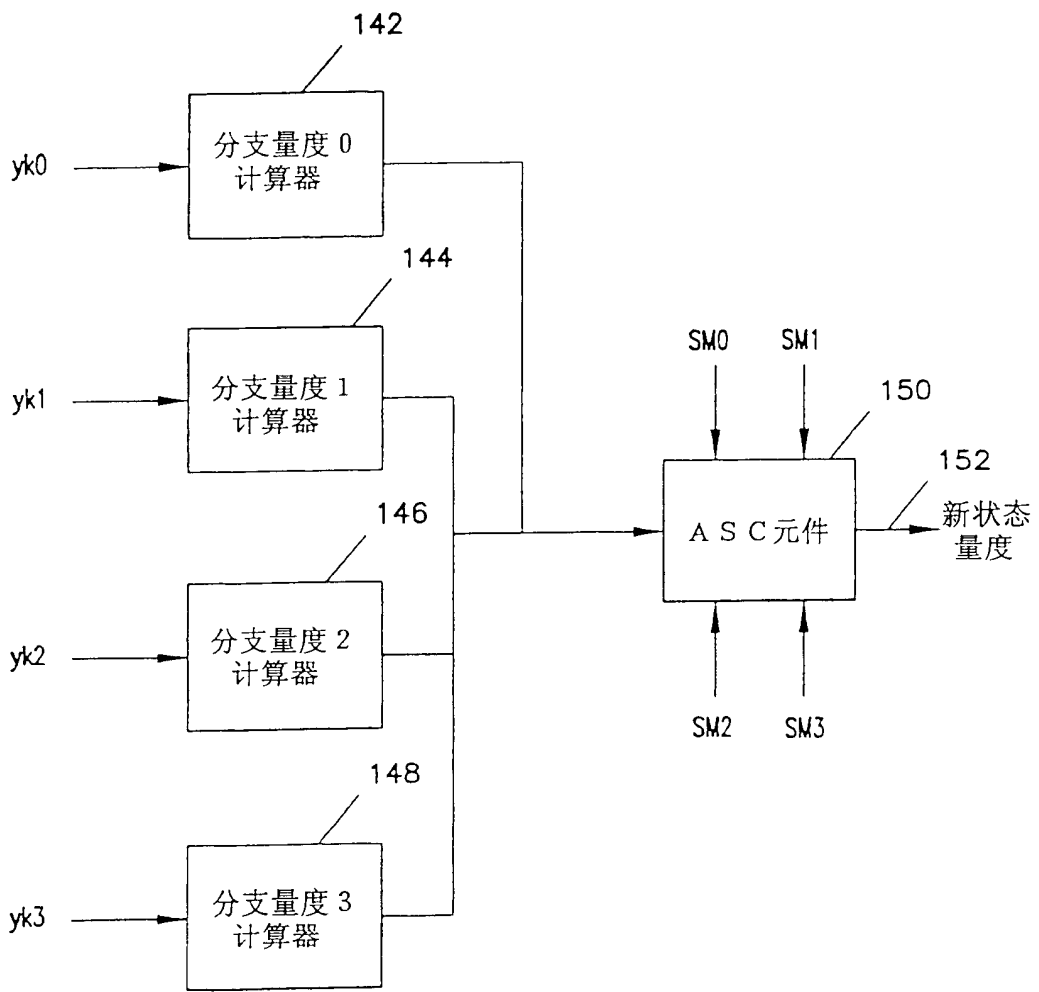 142
yk0
分支量度0
计算器
144
yk1
分支量度1
计算器
SM0
SM1
150
ASC元件
152
新状态
量度
146
yk2
分支量度2
计算器
SM2
SM3
148
yk3
分支量度3
计算器